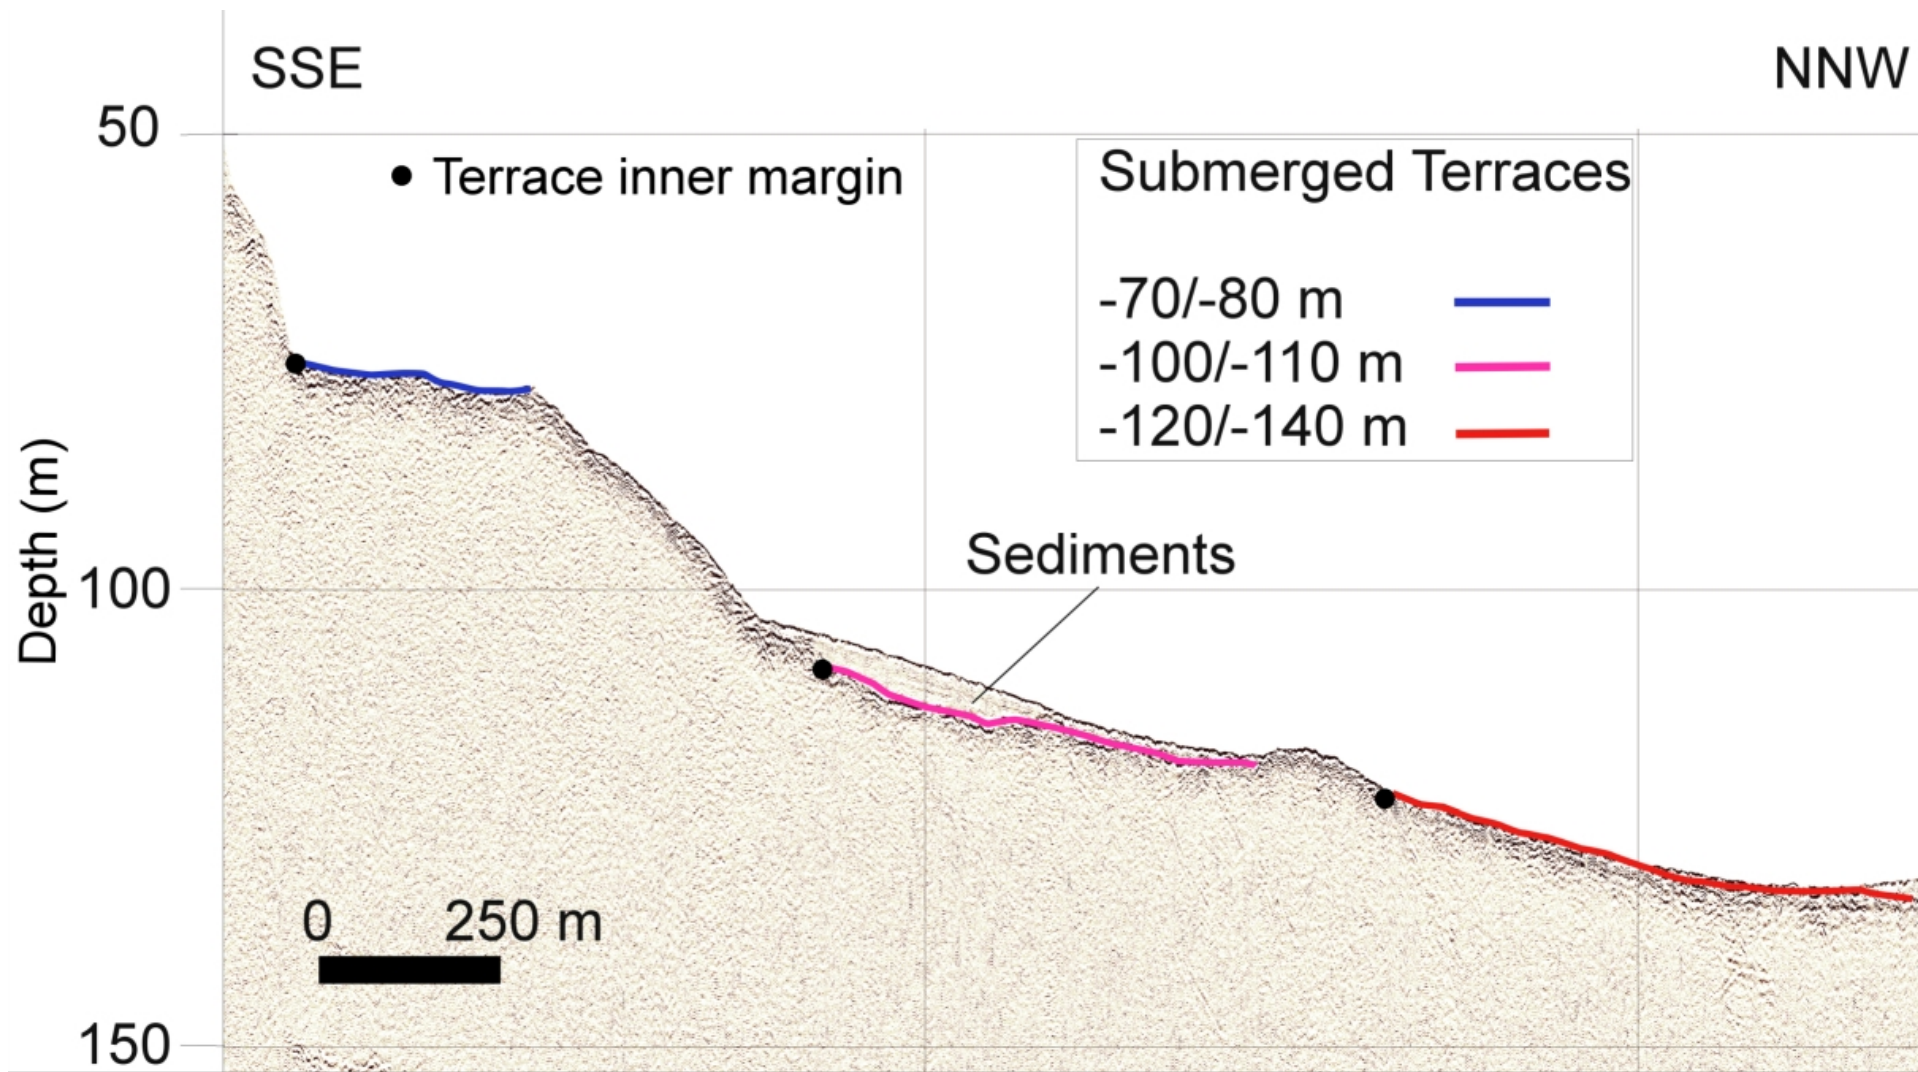 SSE
NNW
50
Terrace inner margin
Submerged Terraces
-70/-80 m
-100/-110 m
-120/-140 m
Depth (m)
Sediments
100
0
250 m
150